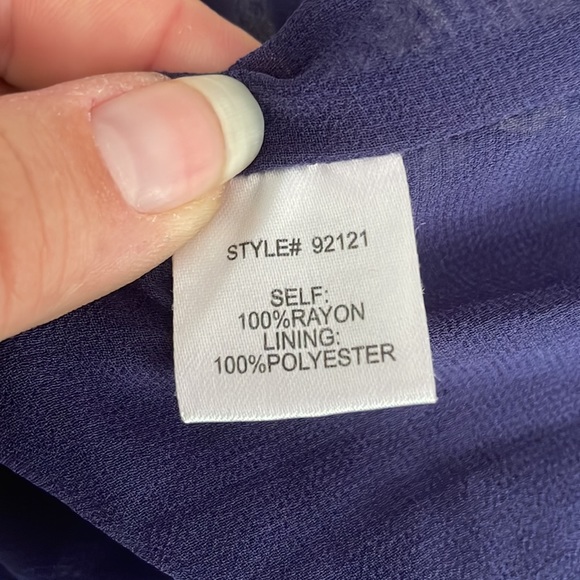 STYLE# 92121
SELF:
100%RAYON
LINING:
100%POLYESTER